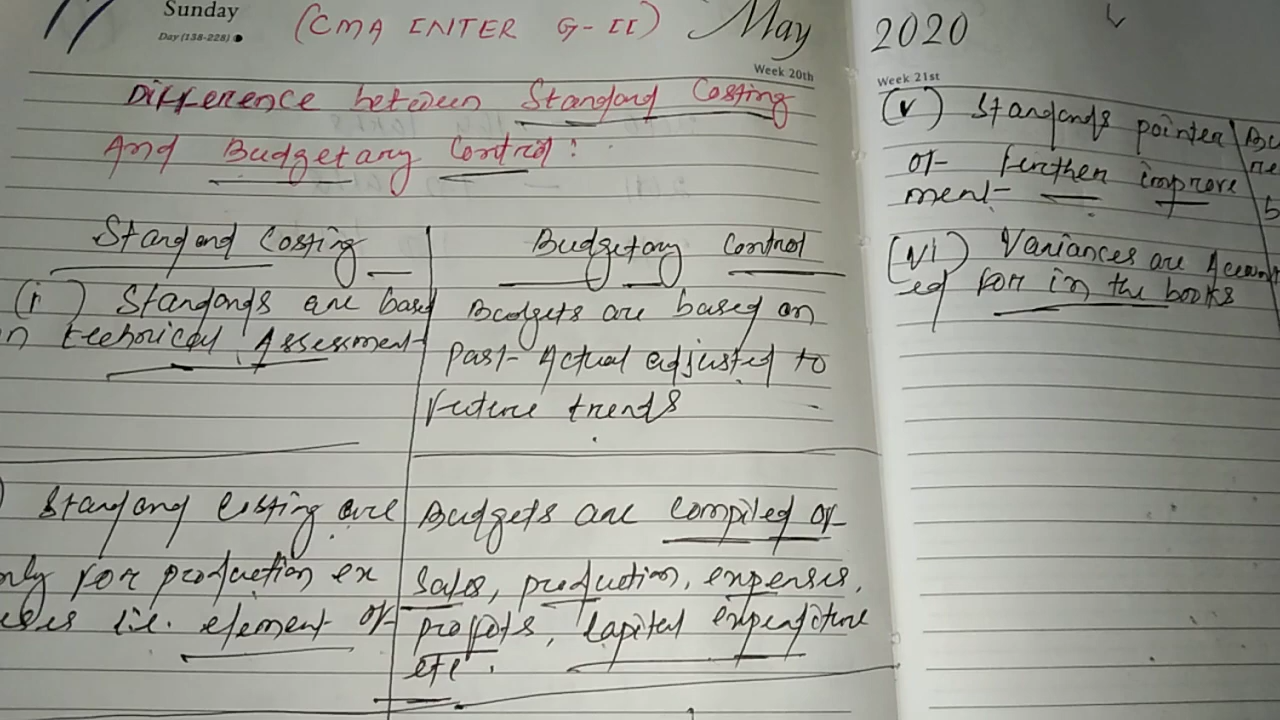 17 Sunday (CMA INTER G-II) May
Day (138-228)
Week 20th
Difference between Standard Costing
And Budgetary Control:
Standard Costing
(i) Standards are based
on technical Assessment
Standard Costing are
only for production ex
i.e. element of
Budgetary Control
Budgets are based on
Past Actual adjusted to
future trends
Budgets are compiled of
Sales, production, expenses,
profits, Capital expenditure
etc.
2020
Week 21st
(v) Standards pointer
of further improve
ment
(vi) Variances are Account
ed for in the books